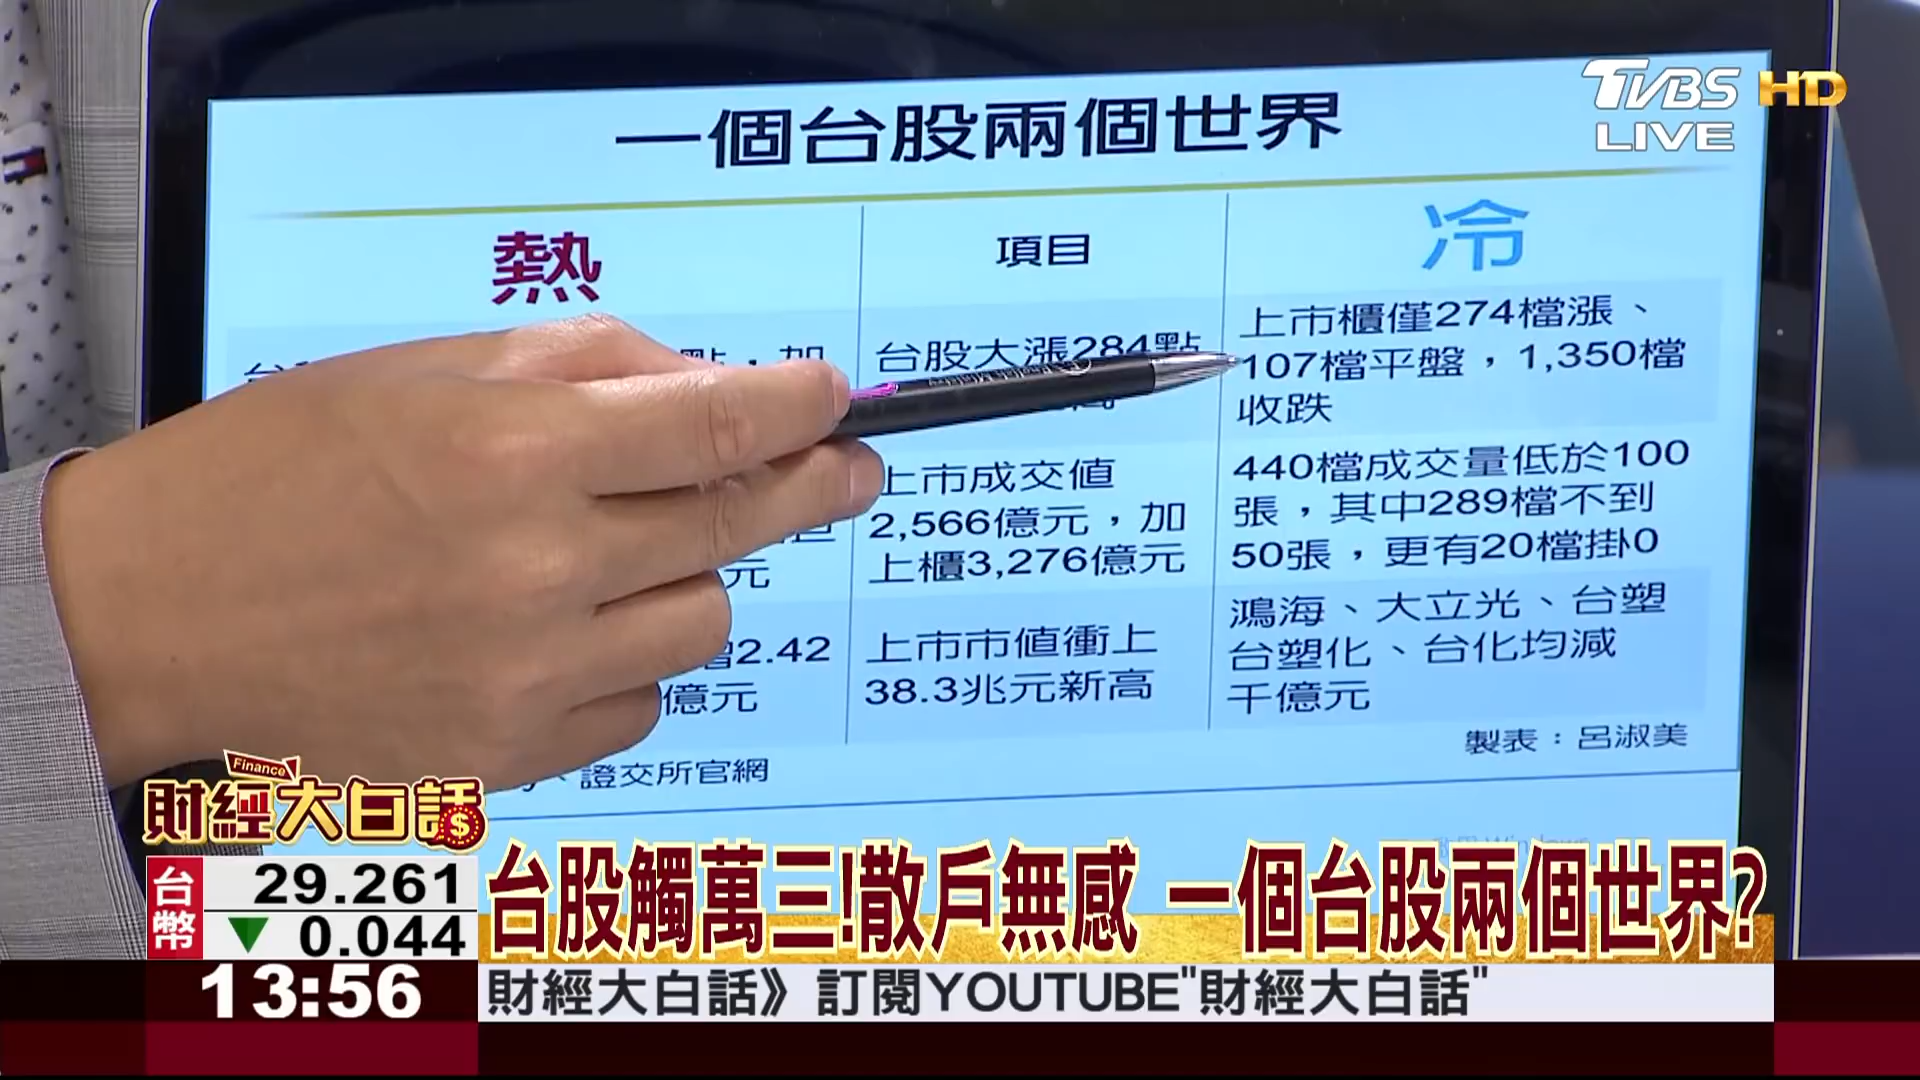 TVBS HD
LIVE
一個台股兩個世界
熱
項目
冷
點,加
台股大漲284點
上市櫃僅274檔漲、
107檔平盤,1,350檔
收跌
上市成交值
2,566億元,加
上櫃3,276億元
元
440檔成交量低於100
張,其中289檔不到
50張,更有20檔掛0
增2.42
億元
上市市值衝上
38.3兆元新高
鴻海、大立光、台塑
台塑化、台化均減
千億元
、證交所官網
製表:呂淑美
Finance
財經大白話
台幣
29.261
▼0.044
13:56
台股觸萬三!散戶無感 一個台股兩個世界?
財經大白話》訂閱YOUTUBE"財經大白話"